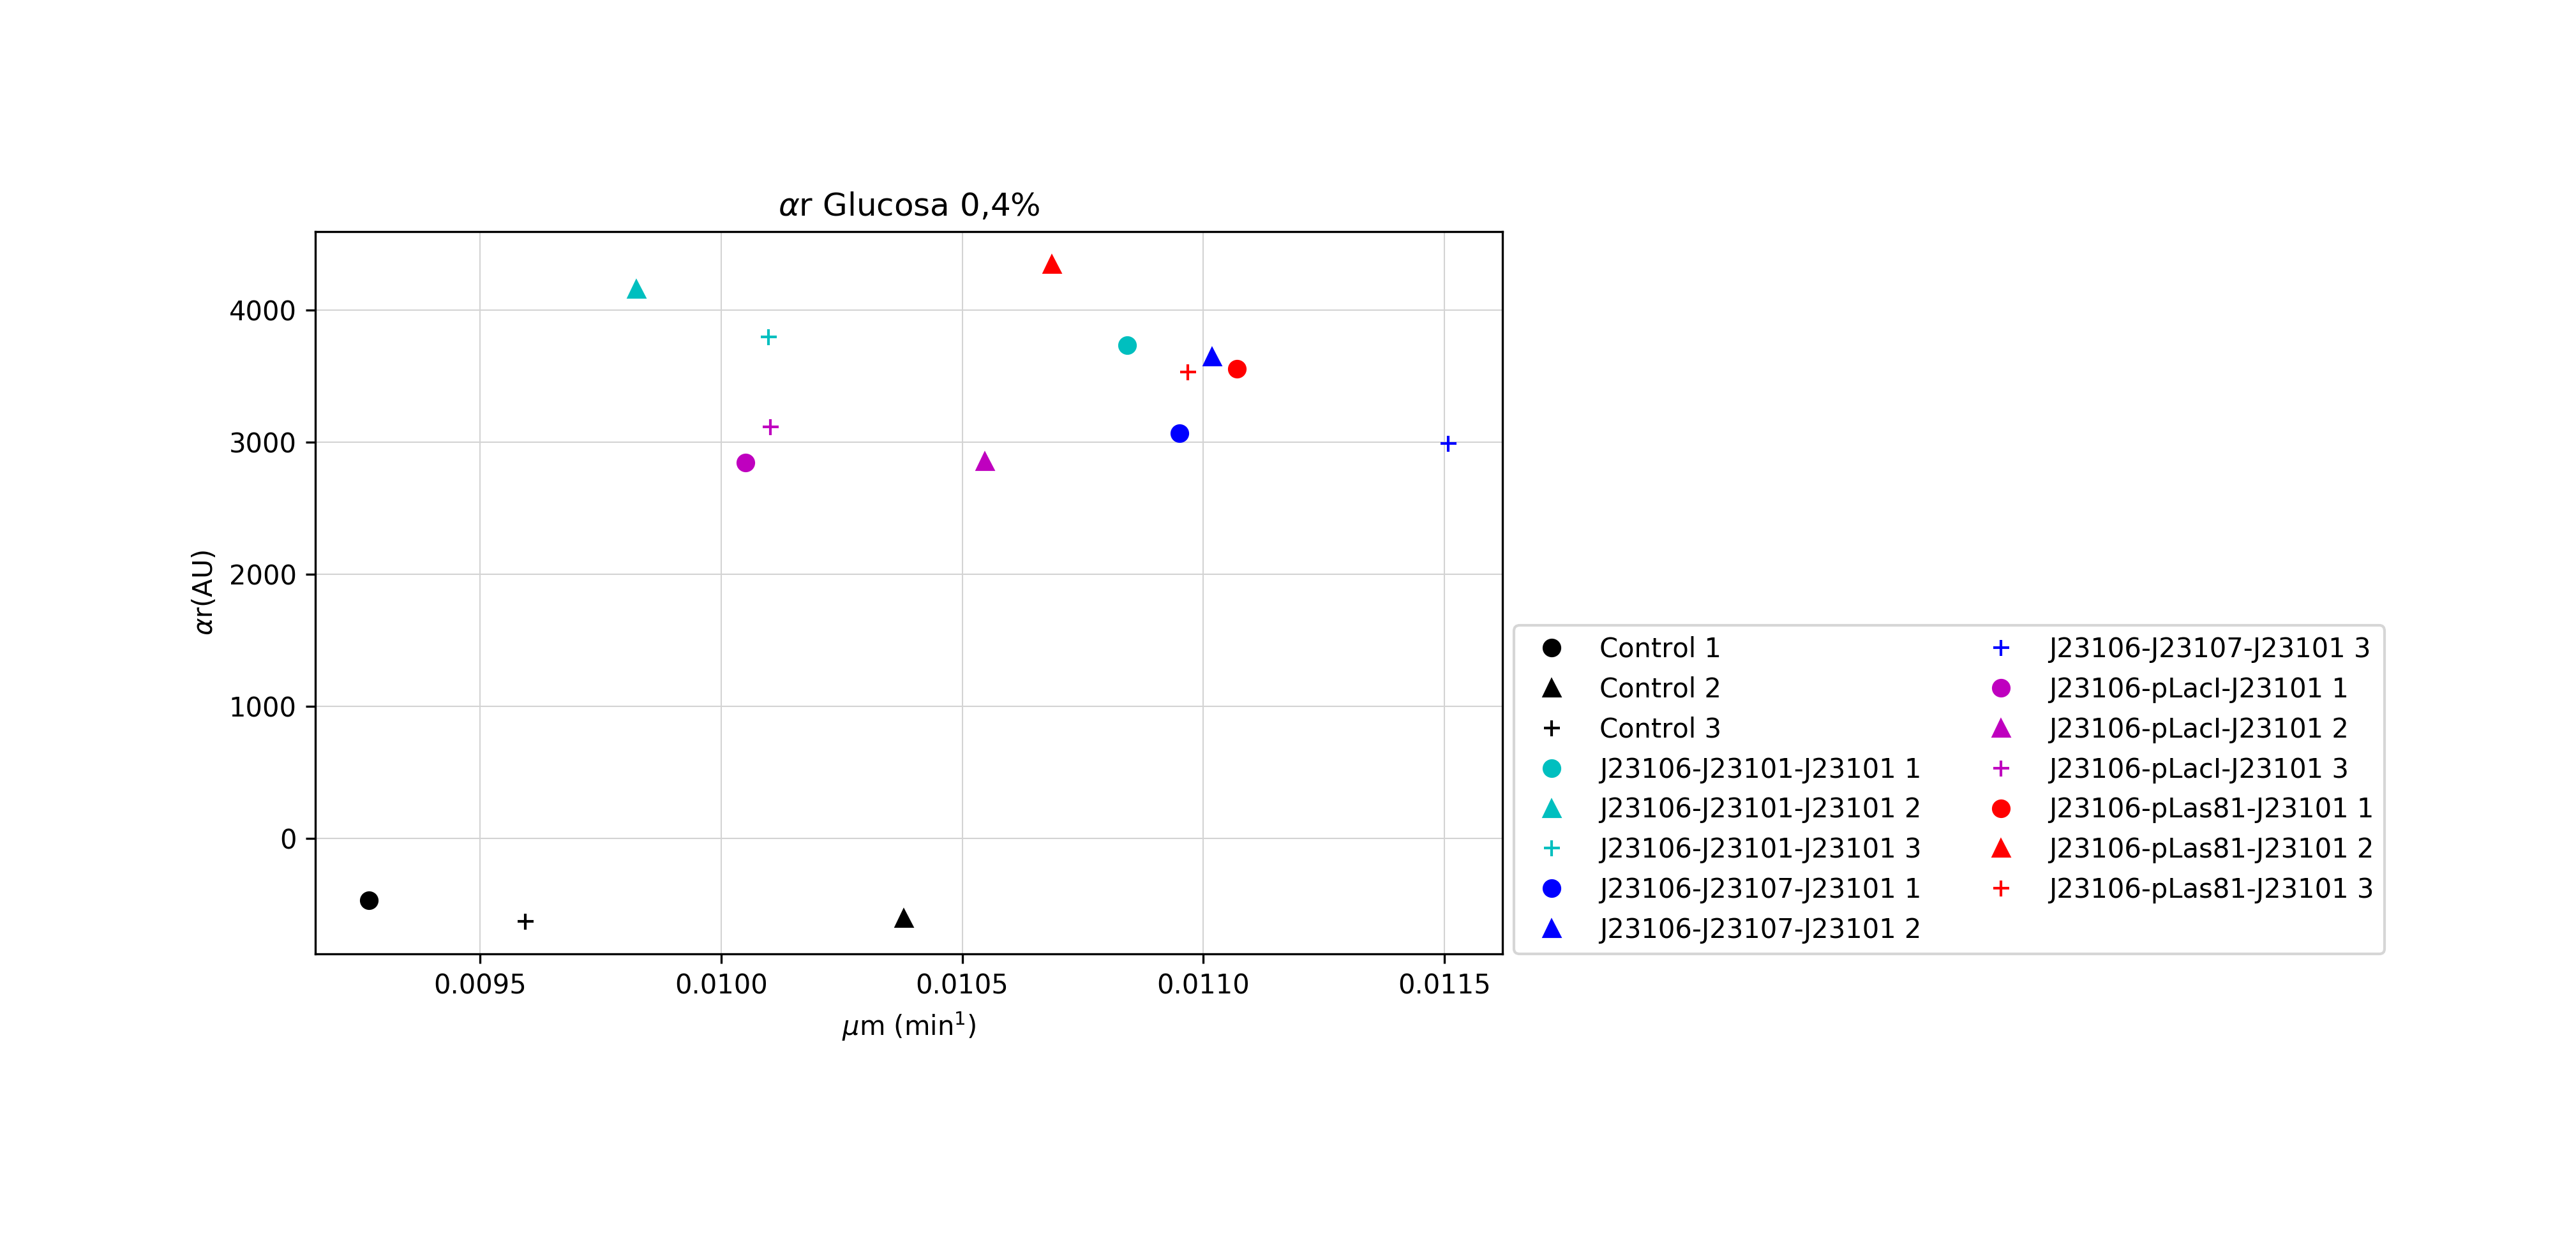 αr Glucosa 0,4%
αr(AU)
4000
3000
2000
1000
0
0.0095 0.0100 0.0105 0.0110 0.0115
μm (min¹)
Control 1
Control 2
Control 3
J23106-J23101-J23101 1
J23106-J23101-J23101 2
J23106-J23101-J23101 3
J23106-J23107-J23101 1
J23106-J23107-J23101 2
J23106-J23107-J23101 3
J23106-pLacI-J23101 1
J23106-pLacI-J23101 2
J23106-pLacI-J23101 3
J23106-pLas81-J23101 1
J23106-pLas81-J23101 2
J23106-pLas81-J23101 3